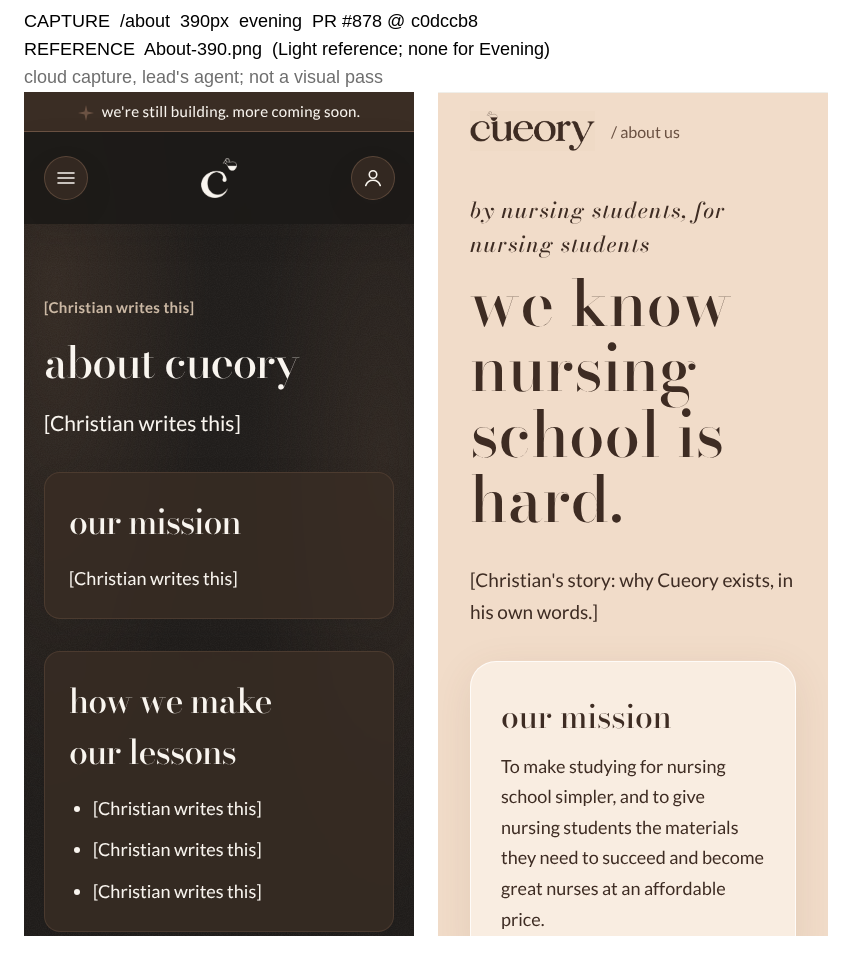 CAPTURE /about 390px evening PR #878 @ c0dccb8
REFERENCE About-390.png (Light reference; none for Evening)
cloud capture, lead's agent; not a visual pass
we're still building. more coming soon.
c
[Christian writes this]
about cueory
[Christian writes this]
our mission
[Christian writes this]
how we make
our lessons
• [Christian writes this]
• [Christian writes this]
• [Christian writes this]
cueory / about us
by nursing students, for
nursing students
we know
nursing
school is
hard.
[Christian's story: why Cueory exists, in
his own words.]
our mission
To make studying for nursing
school simpler, and to give
nursing students the materials
they need to succeed and become
great nurses at an affordable
price.